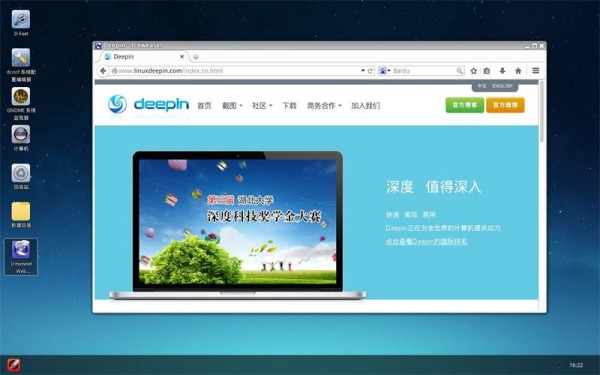 D-Feet
dconf 系统配
置编辑器
GNOME 系统
监视器
计算机
回收站
新建目录
Iceweasel
Web...
Deepin - Iceweasel
Deepin
www.linuxdeepin.com/index.cn.html
Baidu
中文 ENGLISH
deepin
首页 截图 社区 下载 商务合作 加入我们
官方博客 官方微博
第三届 湖北大学
深度科技奖学金大赛
深度 值得深入
快速 美观 易用
Deepin正在为全世界的计算机提供动力
点此查看Deepin的国际排名
16:22